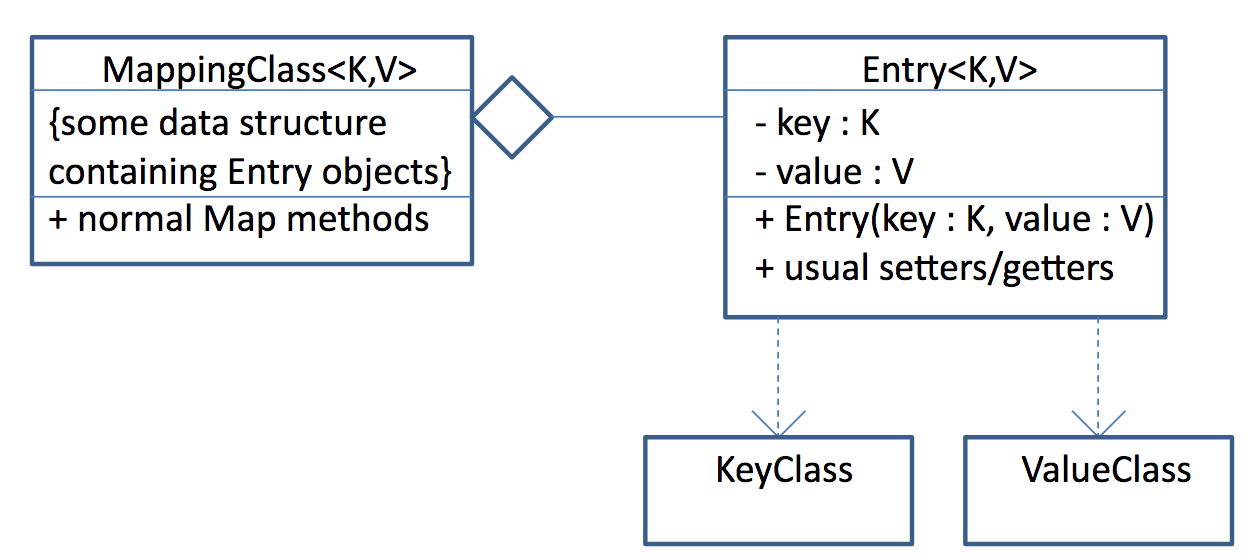 MappingClass<K,V>
{some data structure
containing Entry objects}
+ normal Map methods
Entry<K,V>
- key : K
- value : V
+ Entry(key : K, value : V)
+ usual setters/getters
KeyClass
ValueClass